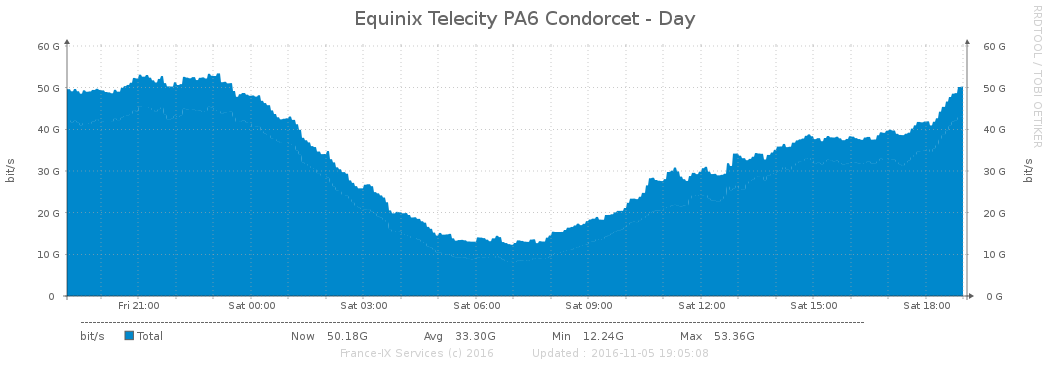 Equinix Telecity PA6 Condorcet - Day
RRDTOOL / TOBI OETIKER
60 G 60 G
50 G 50 G
40 G 40 G
30 G 30 G
20 G 20 G
10 G 10 G
0 0 G
bit/s bit/s
Fri 21:00 Sat 00:00 Sat 03:00 Sat 06:00 Sat 09:00 Sat 12:00 Sat 15:00 Sat 18:00
bit/s Total Now 50.18G Avg 33.30G Min 12.24G Max 53.36G
France-IX Services (c) 2016 Updated : 2016-11-05 19:05:08